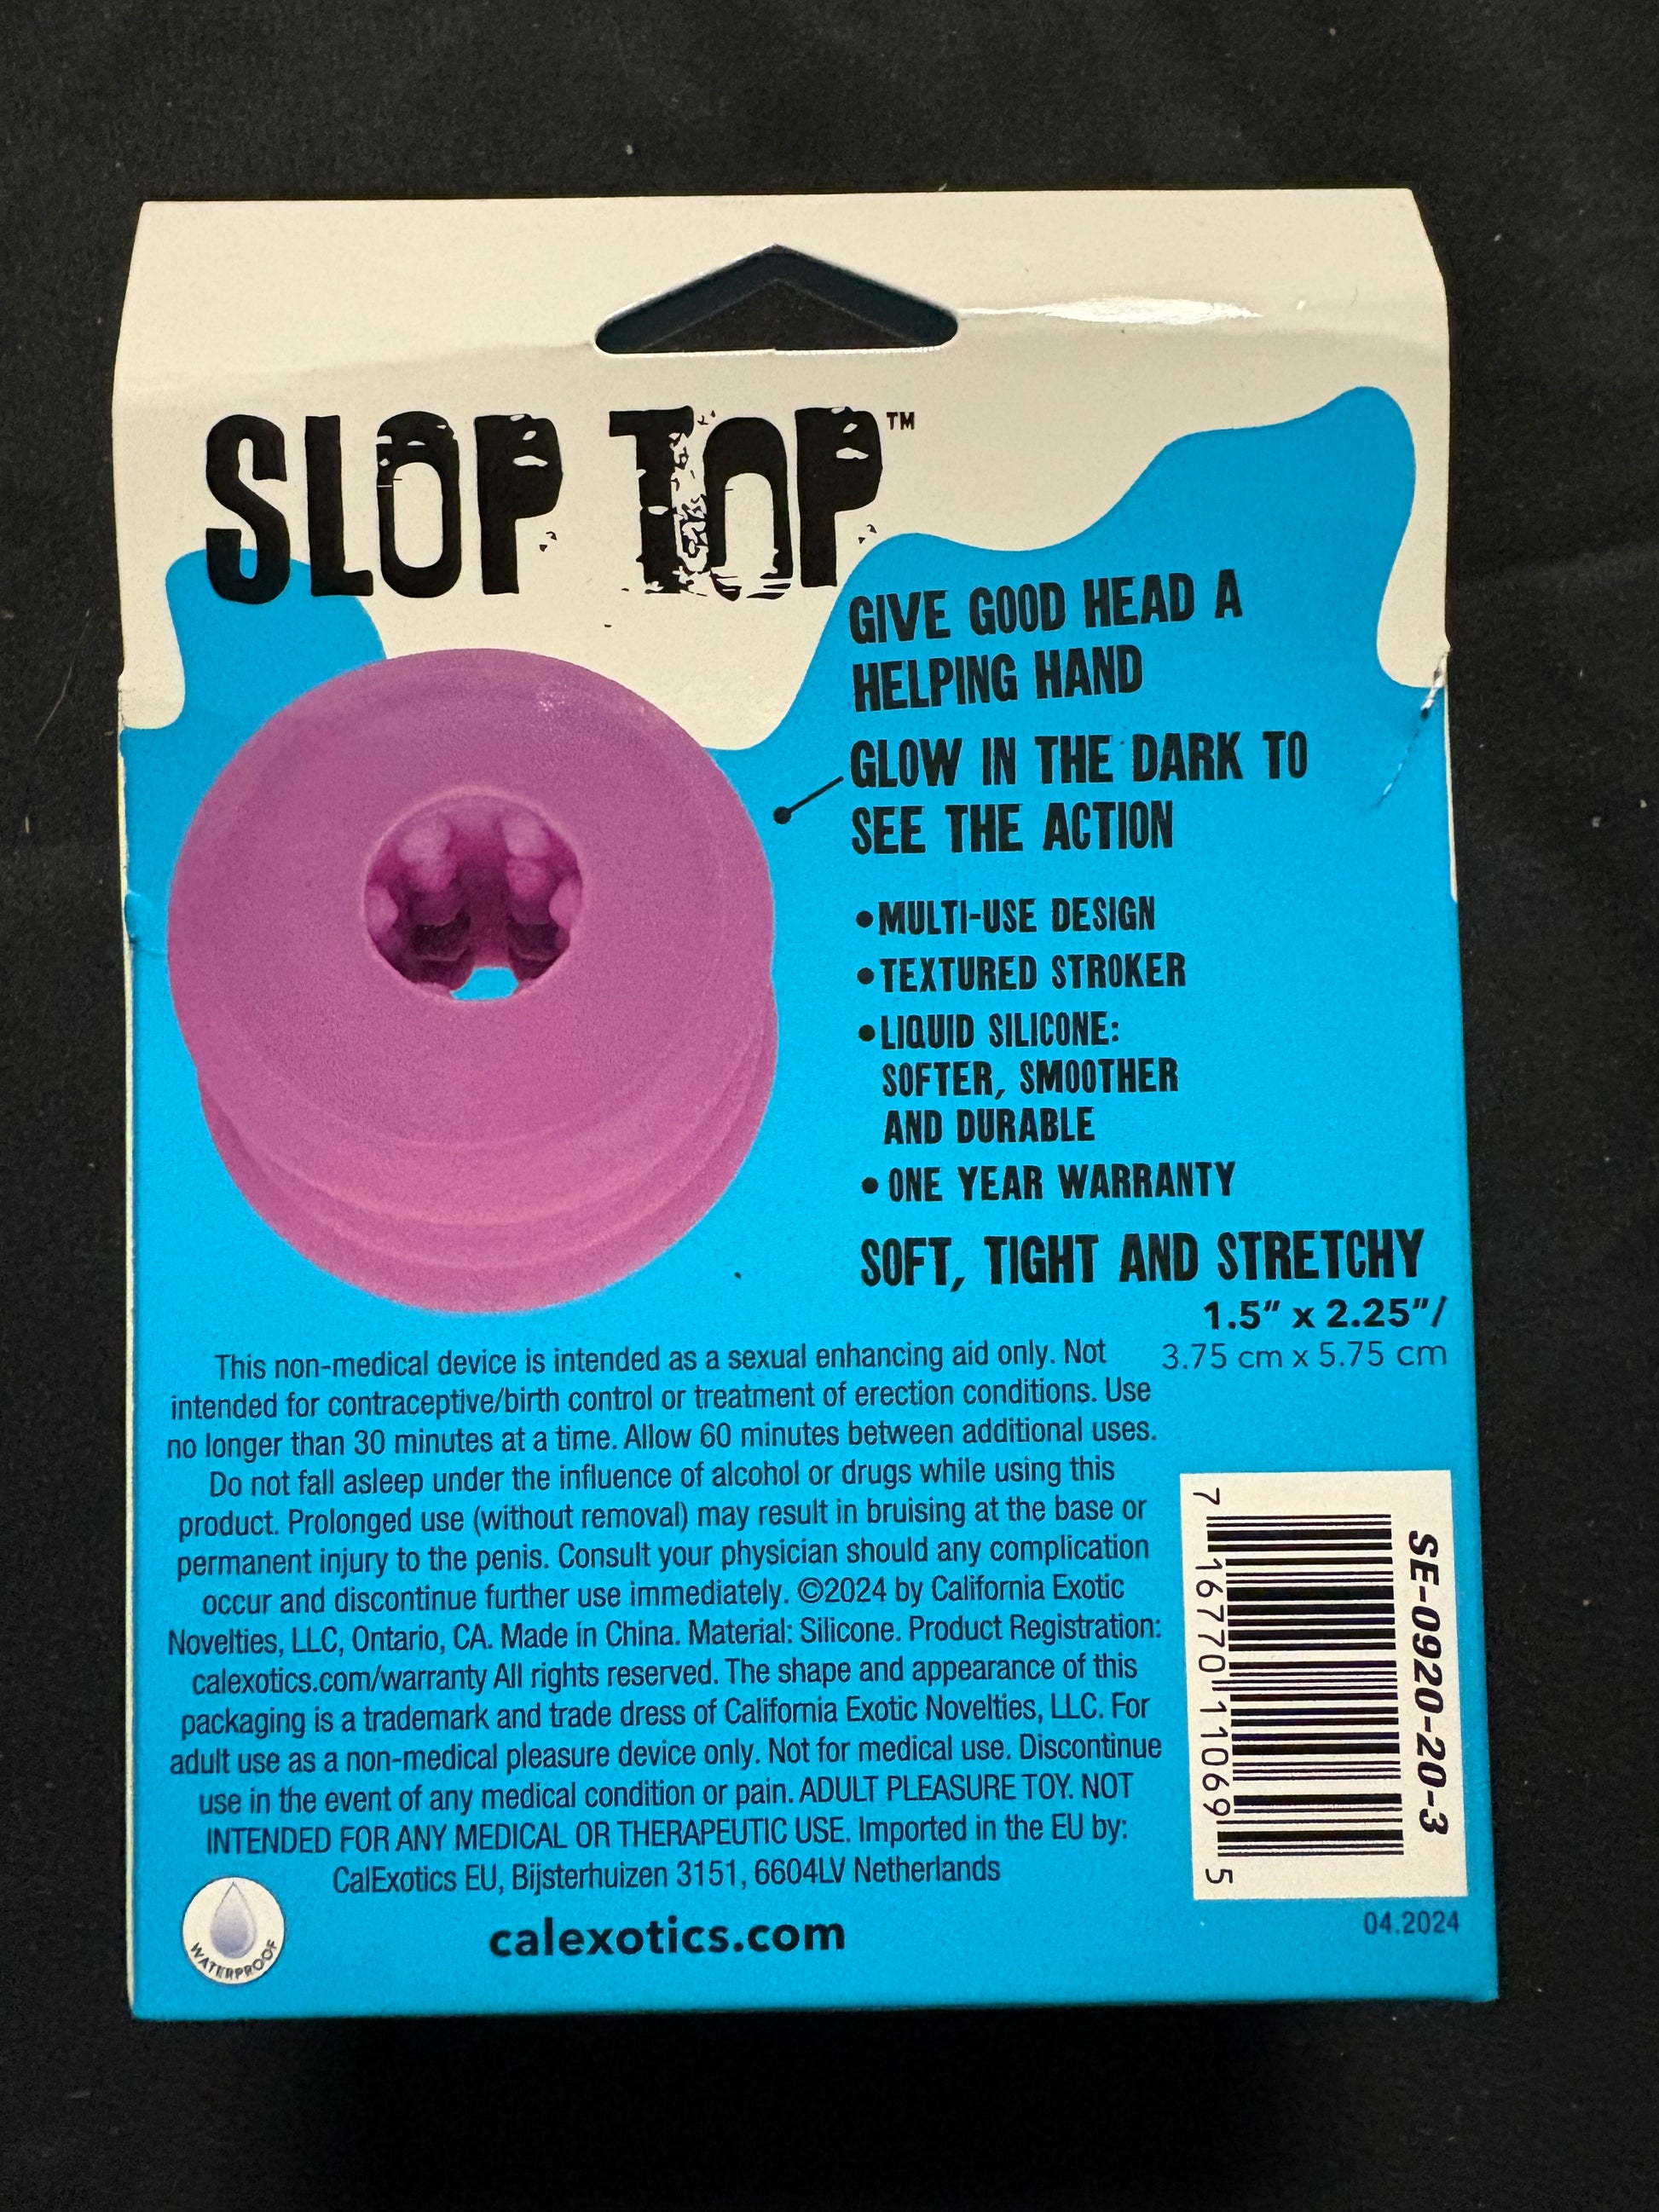 SLOP TOP™
GIVE GOOD HEAD A
HELPING HAND
GLOW IN THE DARK TO
SEE THE ACTION
•MULTI-USE DESIGN
•TEXTURED STROKER
•LIQUID SILICONE:
SOFTER, SMOOTHER
AND DURABLE
• ONE YEAR WARRANTY
SOFT, TIGHT AND STRETCHY
1.5" x 2.25"/
3.75 cm x 5.75 cm
This non-medical device is intended as a sexual enhancing aid only. Not
intended for contraceptive/birth control or treatment of erection conditions. Use
no longer than 30 minutes at a time. Allow 60 minutes between additional uses.
Do not fall asleep under the influence of alcohol or drugs while using this
product. Prolonged use (without removal) may result in bruising at the base or
permanent injury to the penis. Consult your physician should any complication
occur and discontinue further use immediately. ©2024 by California Exotic
Novelties, LLC, Ontario, CA. Made in China. Material: Silicone. Product Registration:
calexotics.com/warranty All rights reserved. The shape and appearance of this
packaging is a trademark and trade dress of California Exotic Novelties, LLC. For
adult use as a non-medical pleasure device only. Not for medical use. Discontinue
use in the event of any medical condition or pain. ADULT PLEASURE TOY. NOT
INTENDED FOR ANY MEDICAL OR THERAPEUTIC USE. Imported in the EU by:
CalExotics EU, Bijsterhuizen 3151, 6604LV Netherlands
SE-0920-20-3
7 16770 11069 5
04.2024
WATERPROOF
calexotics.com